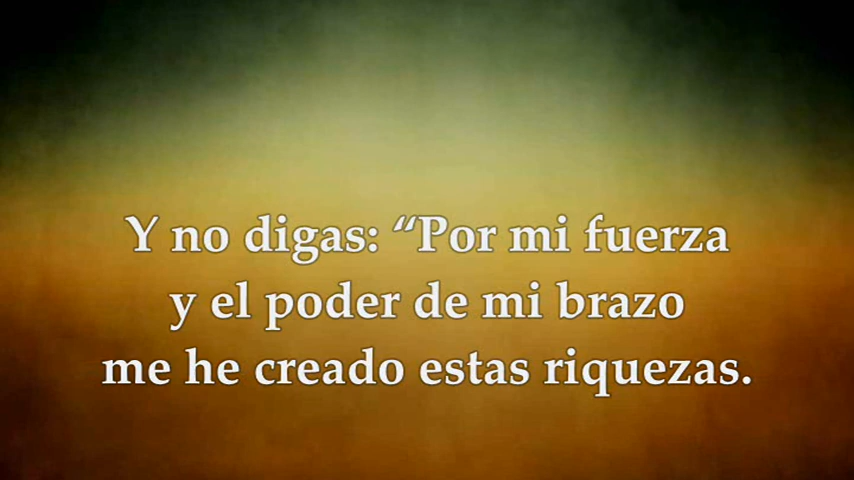 Y no digas: “Por mi fuerza
y el poder de mi brazo
me he creado estas riquezas.